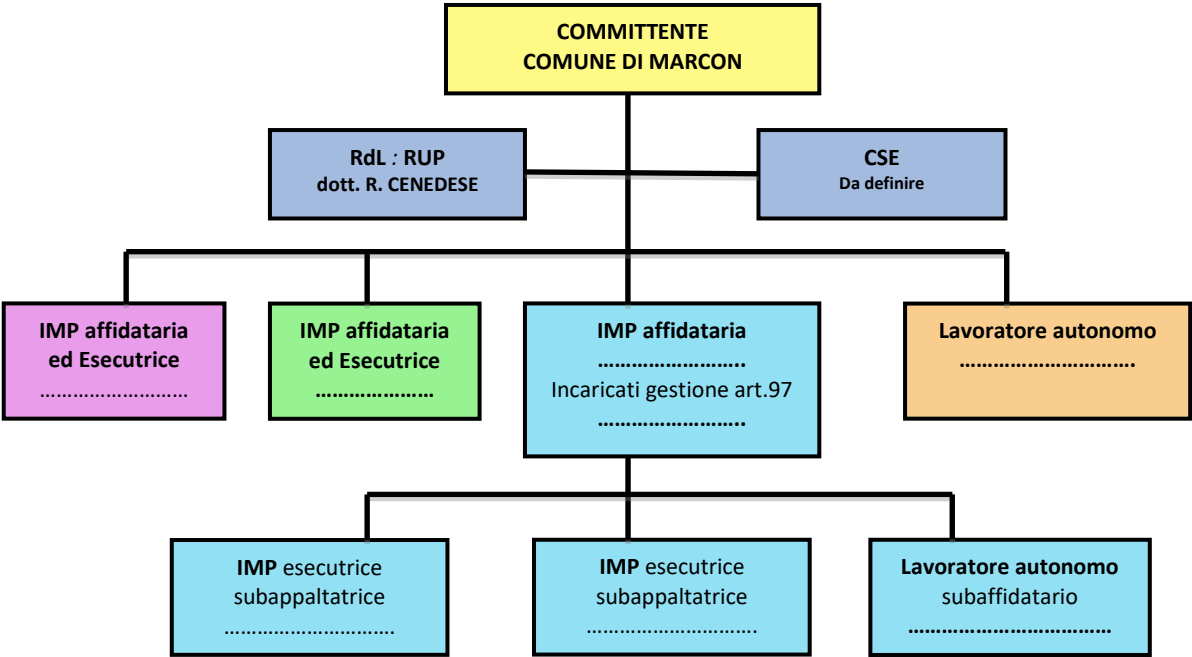 COMMITTENTE
COMUNE DI MARCON
RdL : RUP
dott. R. CENEDESE
CSE
Da definire
IMP affidataria
ed Esecutrice
………………………
IMP affidataria
ed Esecutrice
…………………
IMP affidataria
……………………..
Incaricati gestione art.97
……………………..
Lavoratore autonomo
………………………….
IMP esecutrice
subappaltatrice
………………………….
IMP esecutrice
subappaltatrice
………………………….
Lavoratore autonomo
subaffidatario
………………………………